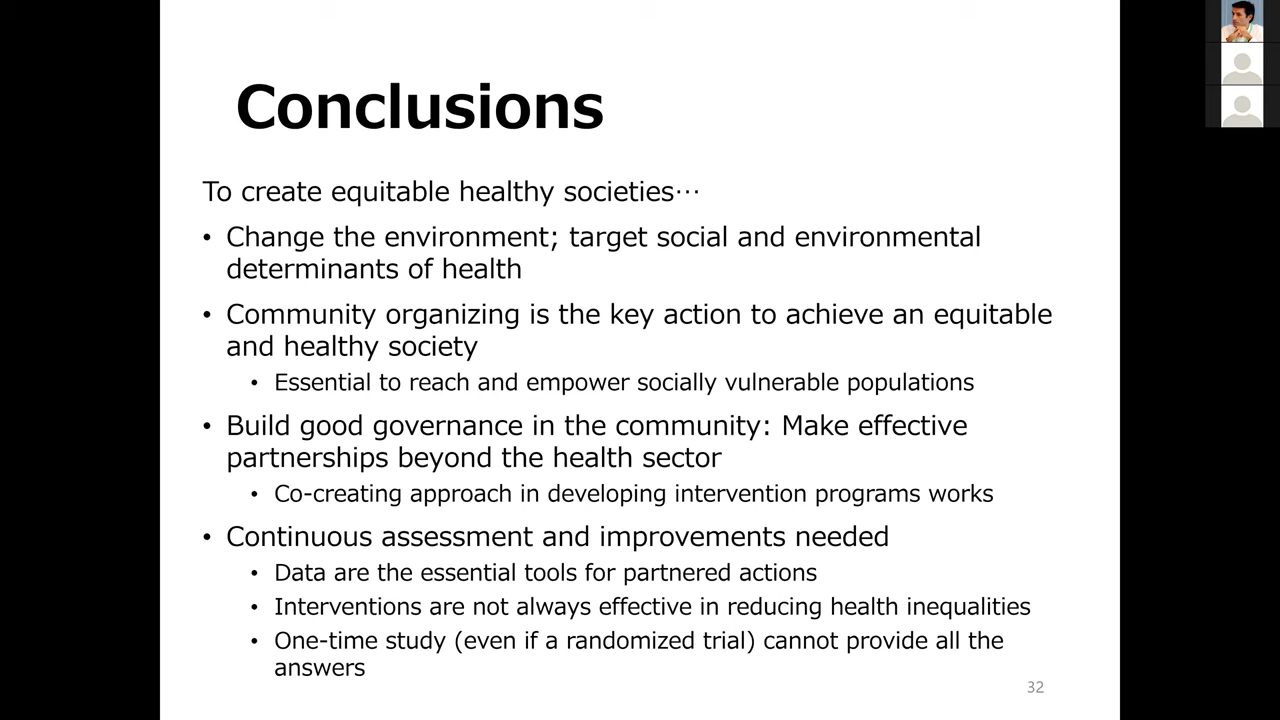 Conclusions
To create equitable healthy societies⋯
• Change the environment; target social and environmental
determinants of health
• Community organizing is the key action to achieve an equitable
and healthy society
• Essential to reach and empower socially vulnerable populations
• Build good governance in the community: Make effective
partnerships beyond the health sector
• Co-creating approach in developing intervention programs works
• Continuous assessment and improvements needed
• Data are the essential tools for partnered actions
• Interventions are not always effective in reducing health inequalities
• One-time study (even if a randomized trial) cannot provide all the
answers
32